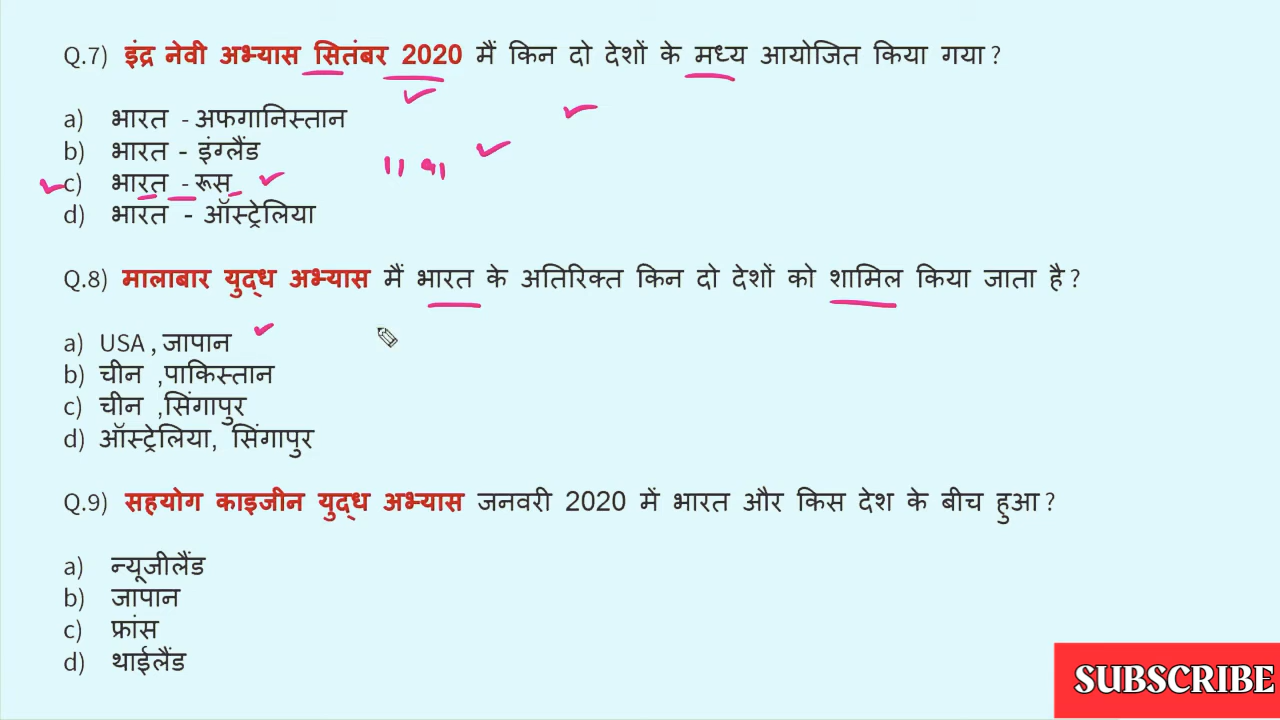 Q.7) इंद्र नेवी अभ्यास सितंबर 2020 मैं किन दो देशों के मध्य आयोजित किया गया ?
a) भारत - अफगानिस्तान
b) भारत - इंग्लैंड
c) भारत - रूस
d) भारत - ऑस्ट्रेलिया
Q.8) मालाबार युद्ध अभ्यास मैं भारत के अतिरिक्त किन दो देशों को शामिल किया जाता है ?
a) USA , जापान
b) चीन ,पाकिस्तान
c) चीन ,सिंगापुर
d) ऑस्ट्रेलिया, सिंगापुर
Q.9) सहयोग काइजीन युद्ध अभ्यास जनवरी 2020 में भारत और किस देश के बीच हुआ ?
a) न्यूजीलैंड
b) जापान
c) फ्रांस
d) थाईलैंड
SUBSCRIBE